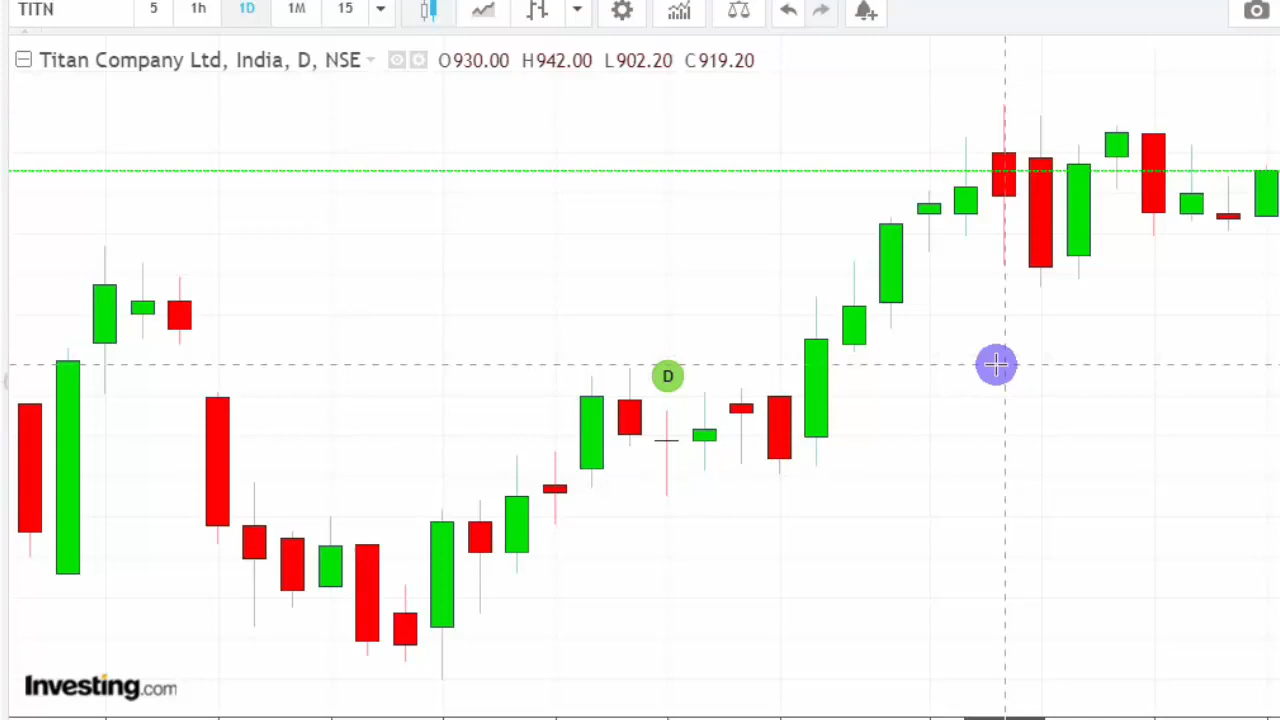 TITN 5 1h 1D 1M 15
Titan Company Ltd, India, D, NSE O930.00 H942.00 L902.20 C919.20
D
Investing.com